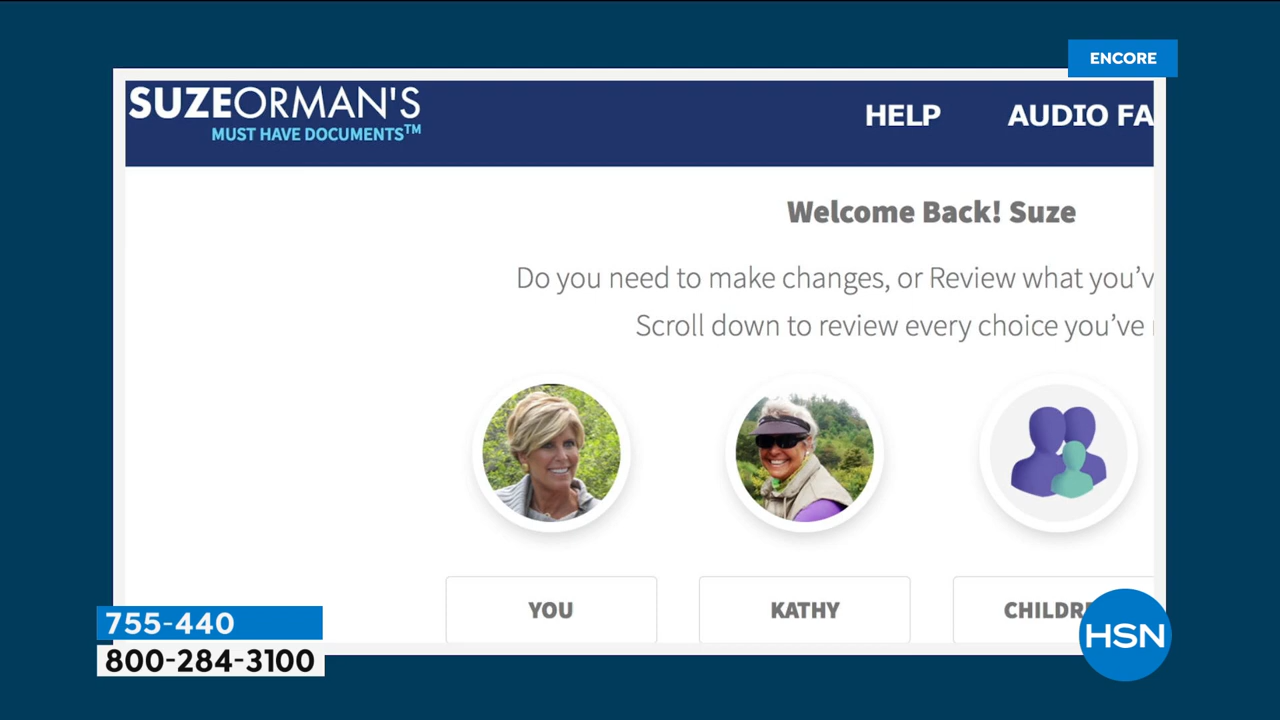 ENCORE
SUZEORMAN'S
MUST HAVE DOCUMENTS™
HELP
AUDIO FA
Welcome Back! Suze
Do you need to make changes, or Review what you’v
Scroll down to review every choice you’ve
YOU
KATHY
CHILDRE
755-440
800-284-3100
HSN